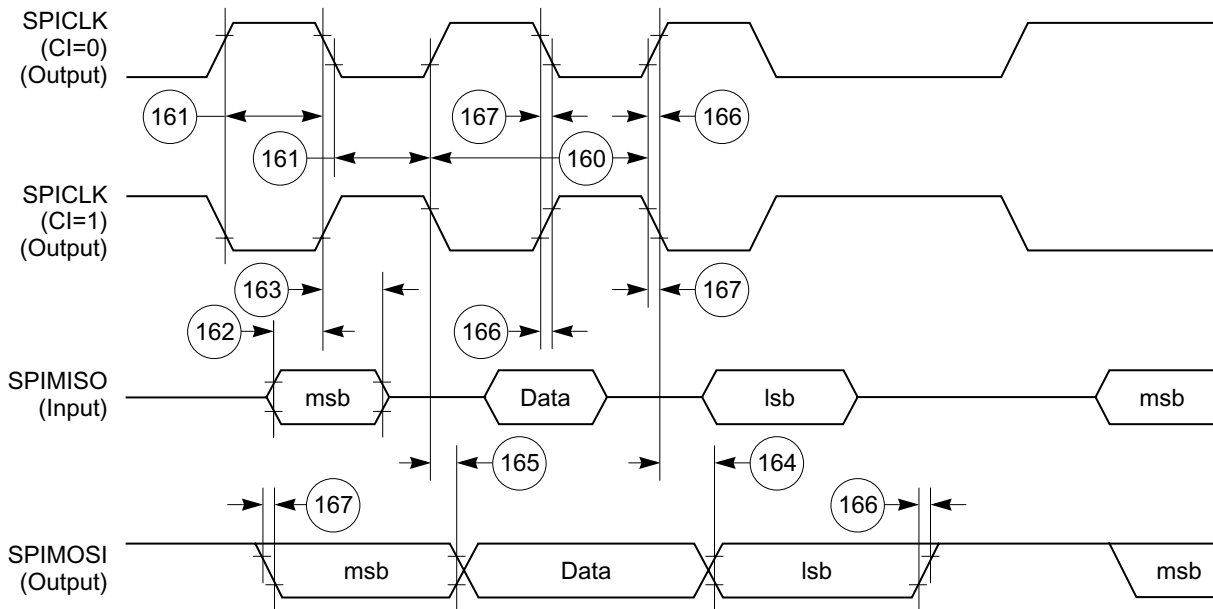 SPICLK
(CI=0)
(Output)
161
167
166
161
160
SPICLK
(CI=1)
(Output)
163
167
162
166
SPIMISO
(Input)
msb
Data
lsb
msb
165
164
167
166
SPIMOSI
(Output)
msb
Data
lsb
msb